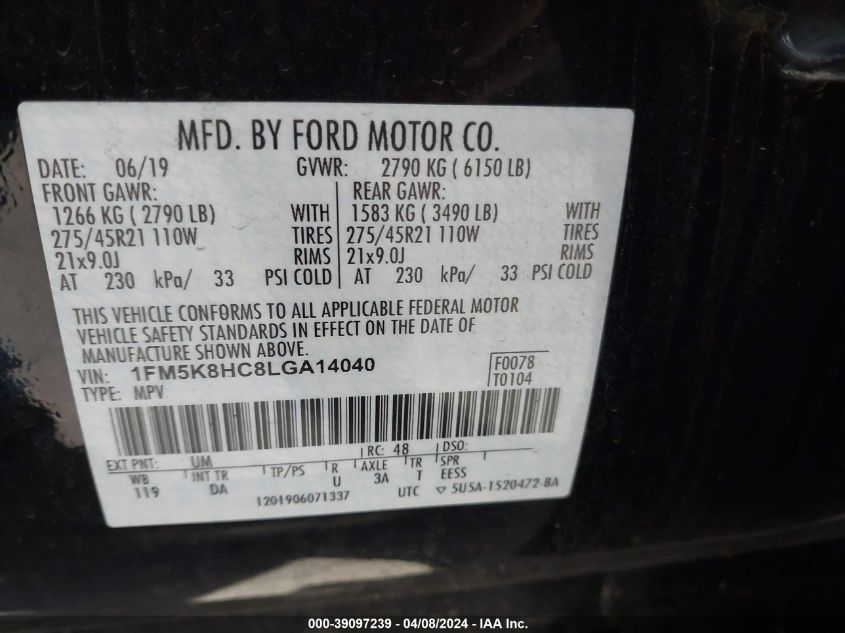 MFD. BY FORD MOTOR CO.
DATE: 06/19 GVWR: 2790 KG ( 6150 LB)
FRONT GAWR: REAR GAWR:
1266 KG ( 2790 LB) WITH 1583 KG ( 3490 LB) WITH
275/45R21 110W TIRES 275/45R21 110W TIRES
21x9.0J RIMS 21x9.0J RIMS
AT 230 kPa/ 33 PSI COLD AT 230 kPa/ 33 PSI COLD
THIS VEHICLE CONFORMS TO ALL APPLICABLE FEDERAL MOTOR
VEHICLE SAFETY STANDARDS IN EFFECT ON THE DATE OF
MANUFACTURE SHOWN ABOVE.
VIN: 1FM5K8HC8LGA14040 F0078
TYPE: MPV T0104
EXT PNT: UM RC: 48 DSO:
WB INT TR TP/PS R AXLE TR SPR
119 DA U 3A T EESS
1201906071337 UTC ▽ 5U5A-1520472-BA
000-39097239 - 04/08/2024 - IAA Inc.